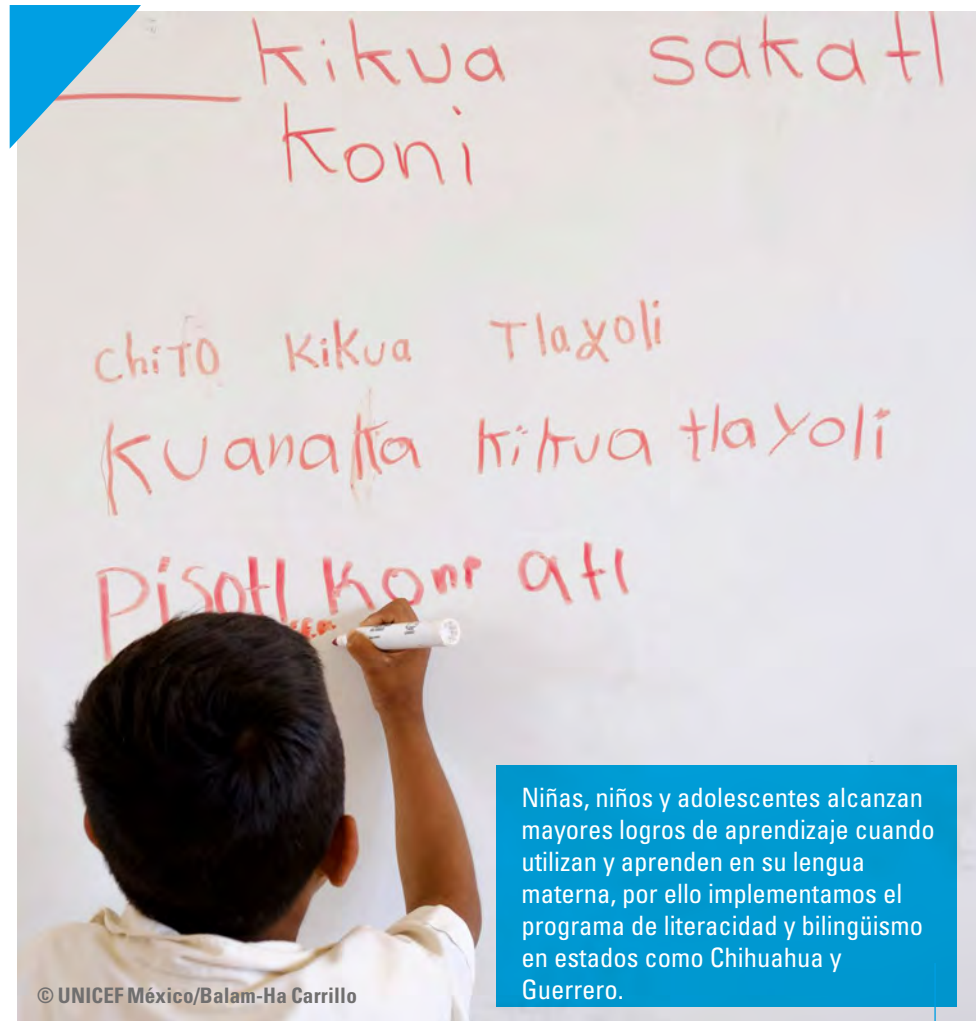 kikua sakatl
koni
chito kikua Tlayoli
kuanaka kikua tlayoli
Pisotl koni atl
Niñas, niños y adolescentes alcanzan
mayores logros de aprendizaje cuando
utilizan y aprenden en su lengua
materna, por ello implementamos el
programa de literacidad y bilingüismo
en estados como Chihuahua y
Guerrero.
© UNICEF México/Balam-Ha Carrillo